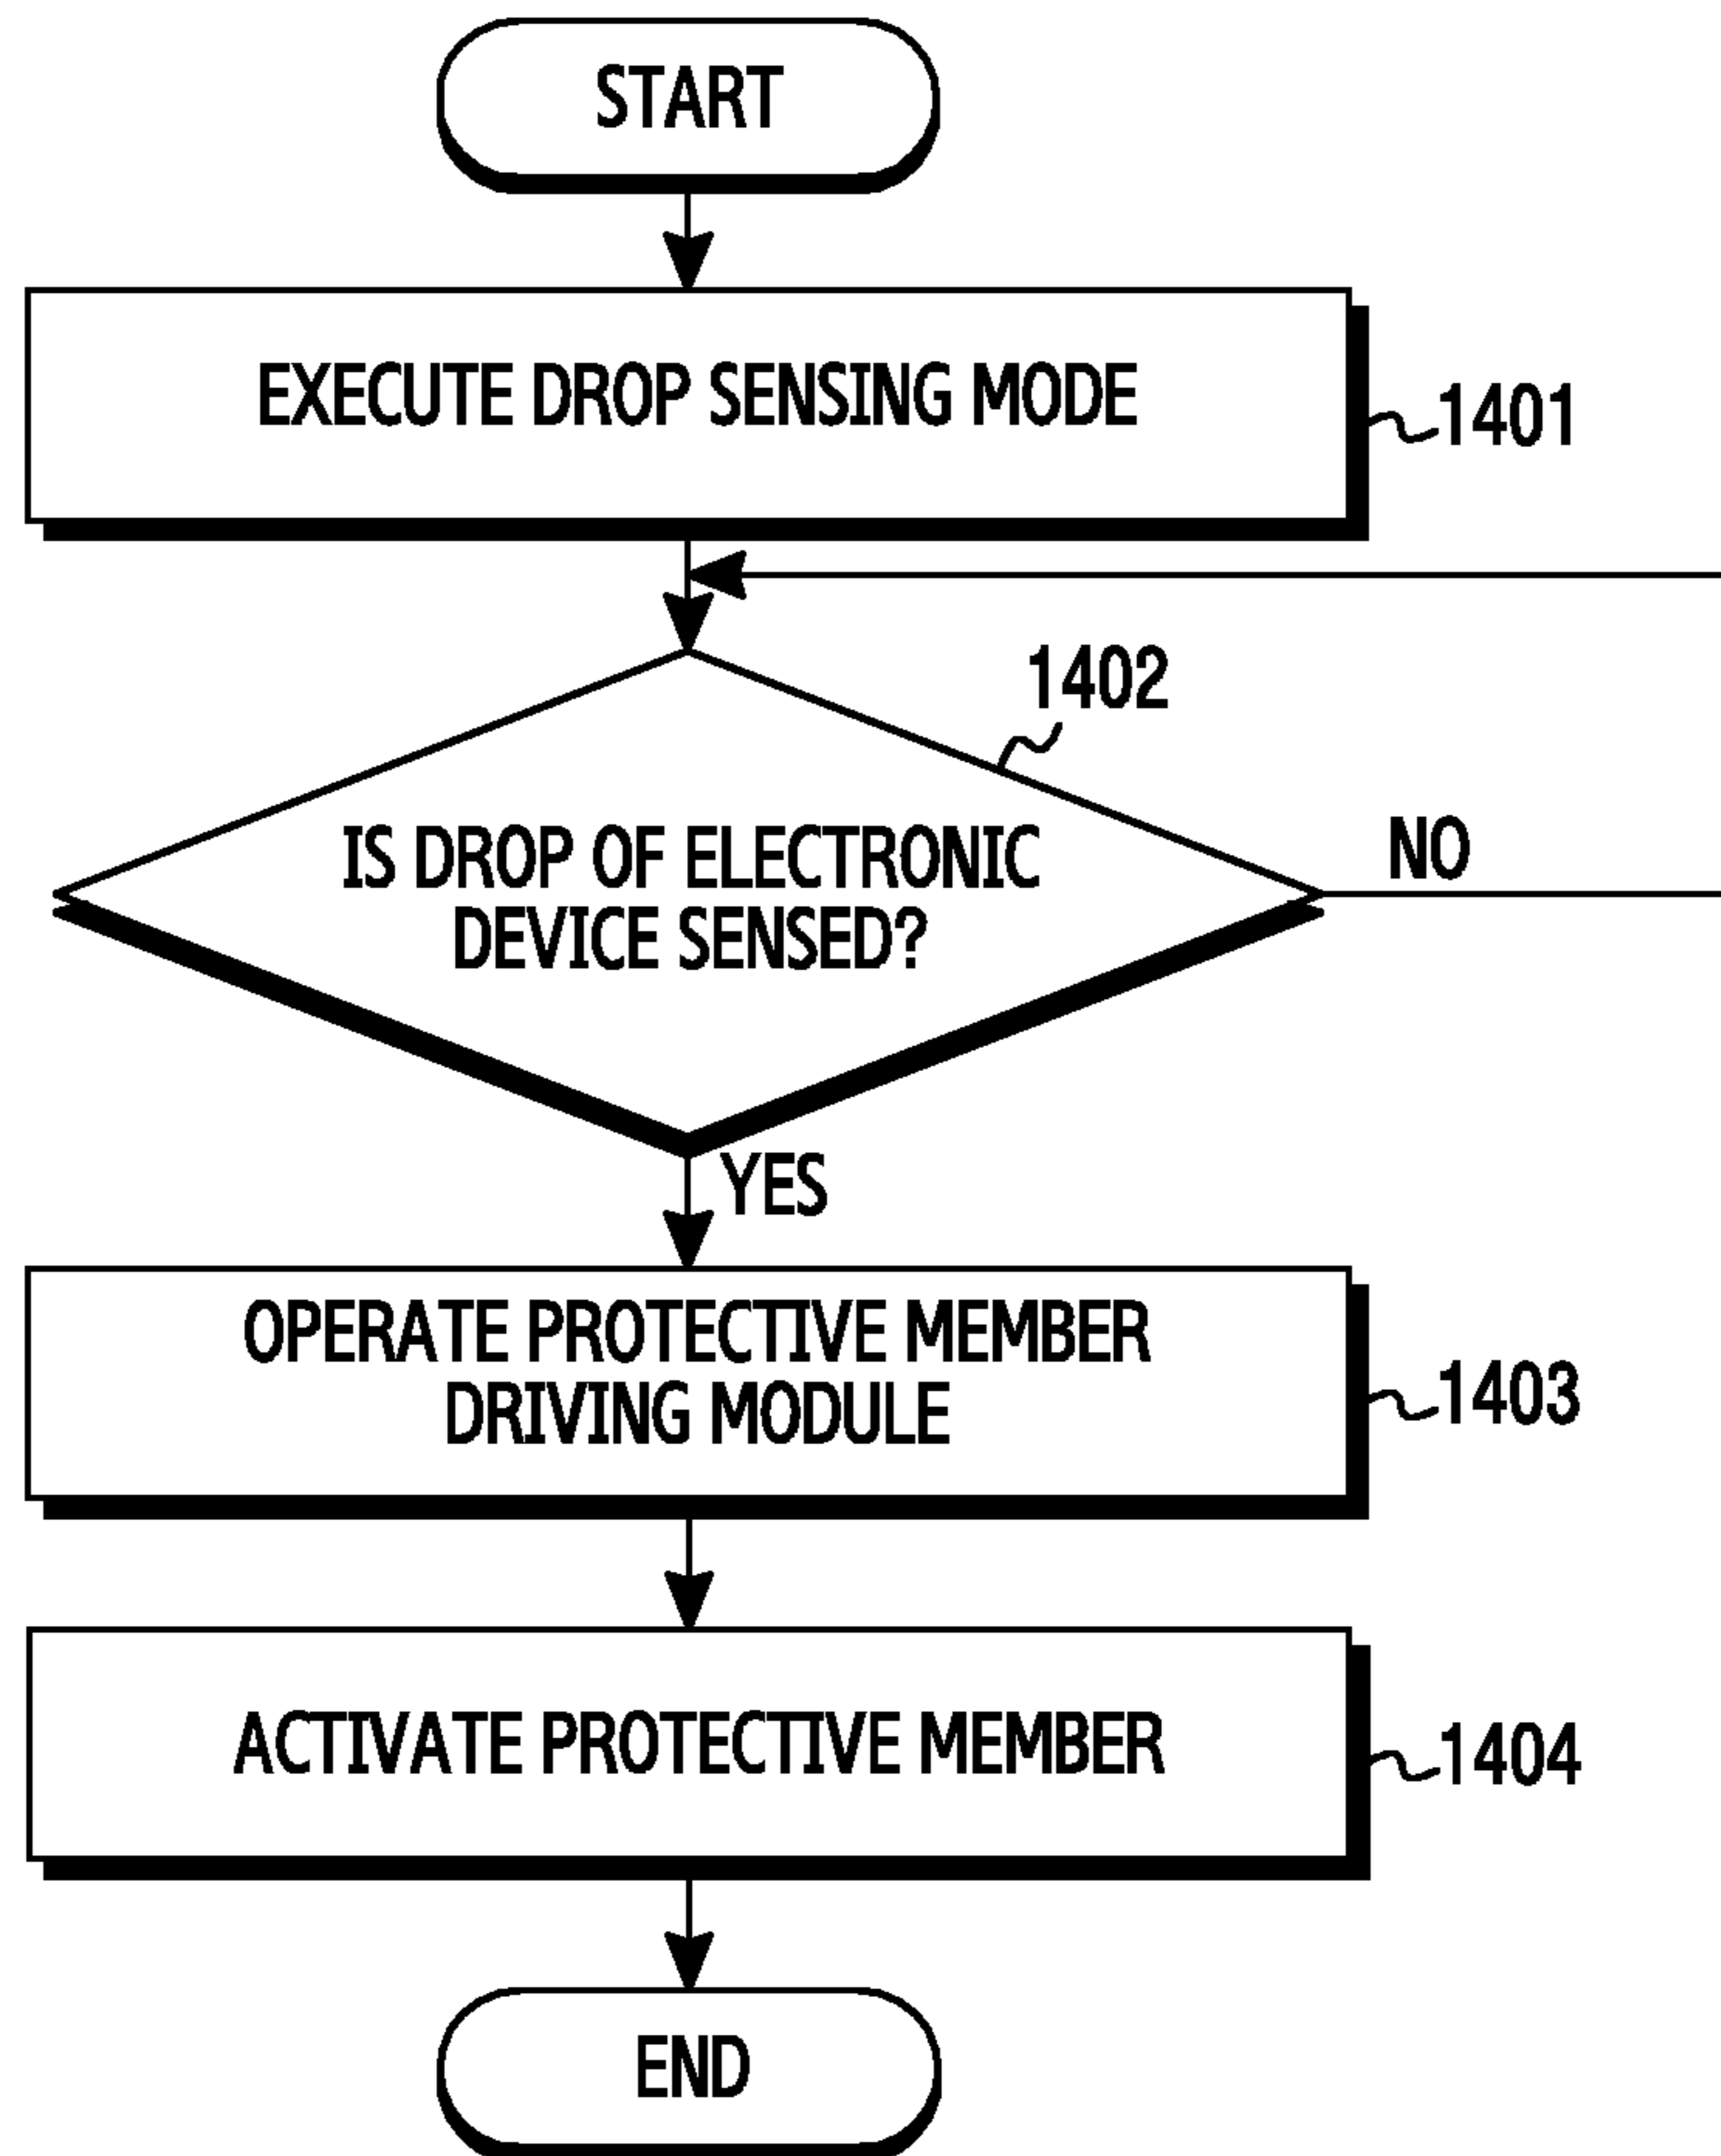 START
EXECUTE DROP SENSING MODE
1401
1402
IS DROP OF ELECTRONIC
DEVICE SENSED?
NO
YES
OPERATE PROTECTIVE MEMBER
DRIVING MODULE
1403
ACTIVATE PROTECTIVE MEMBER
1404
END